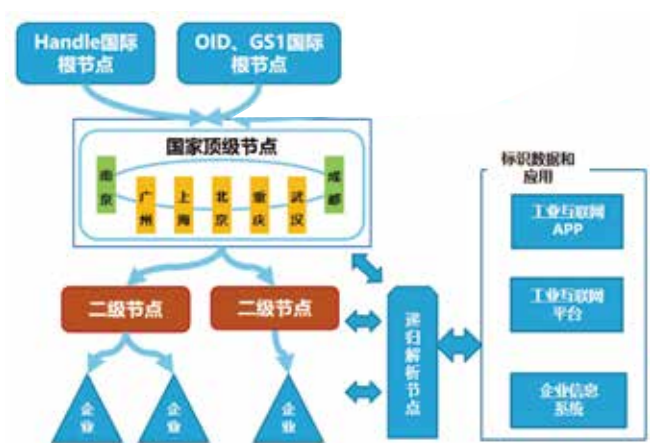 Handle国际
根节点
OID、GS1国际
根节点
国家顶级节点
南京
广州
上海
北京
重庆
武汉
成都
标识数据和
应用
工业互联网
APP
工业互联网
平台
企业信息
系统
二级节点
二级节点
递归解析节点
企业
企业
企业